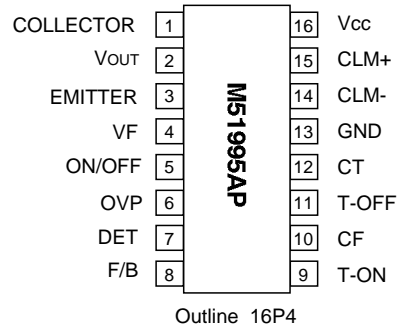 COLLECTOR 1 16 Vcc
VOUT 2 15 CLM+
EMITTER 3 14 CLM-
VF 4 13 GND
ON/OFF 5 12 CT
OVP 6 11 T-OFF
DET 7 10 CF
F/B 8 9 T-ON
M51995AP
Outline 16P4